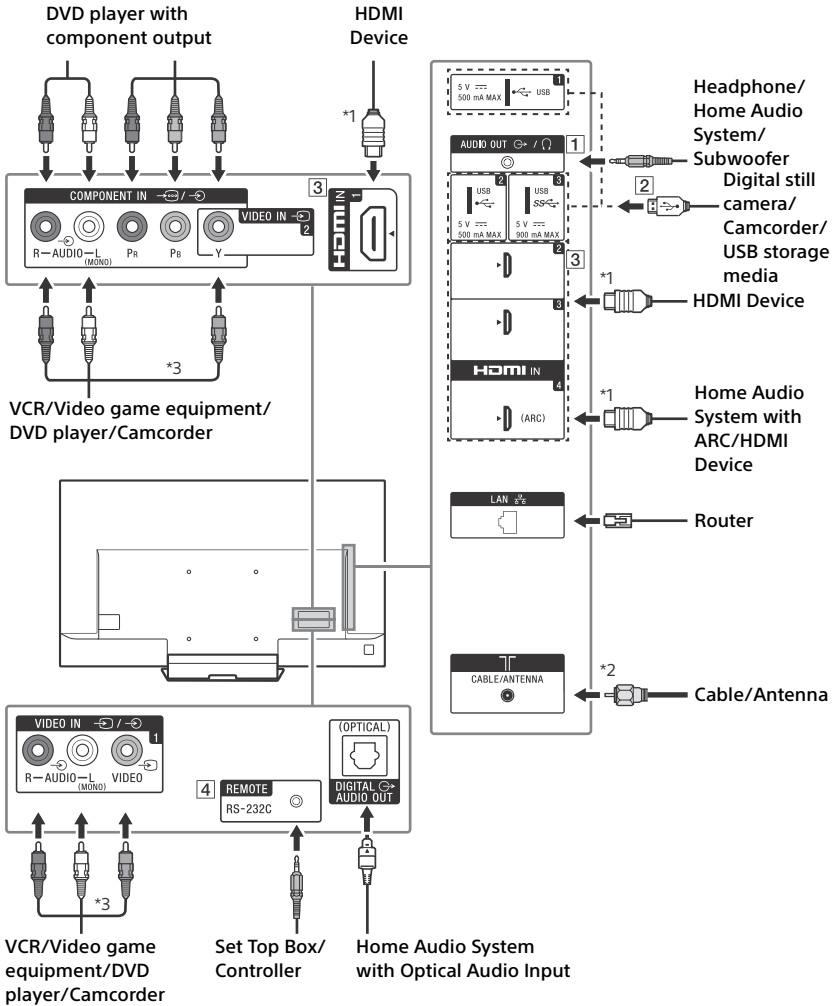 DVD player with
component output
HDMI
Device
*1
5 V
500 mA MAX
USB
1
Headphone/
Home Audio
System/
Subwoofer
AUDIO OUT /
1
2
Digital still
camera/
Camcorder/
USB storage
media
2
USB
5 V
500 mA MAX
3
USB
SS
5 V
900 mA MAX
COMPONENT IN /
VIDEO IN
2
R AUDIO L
(MONO)
PR
PB
Y
3
HDMI IN
1
3
2
3
*1
HDMI Device
HDMI IN
4
(ARC)
*1
Home Audio
System with
ARC/HDMI
Device
*3
VCR/Video game equipment/
DVD player/Camcorder
LAN
Router
CABLE/ANTENNA
*2
Cable/Antenna
VIDEO IN /
1
R AUDIO L
(MONO)
VIDEO
4
REMOTE
RS-232C
(OPTICAL)
DIGITAL
AUDIO OUT
*3
VCR/Video game
equipment/DVD
player/Camcorder
Set Top Box/
Controller
Home Audio System
with Optical Audio Input